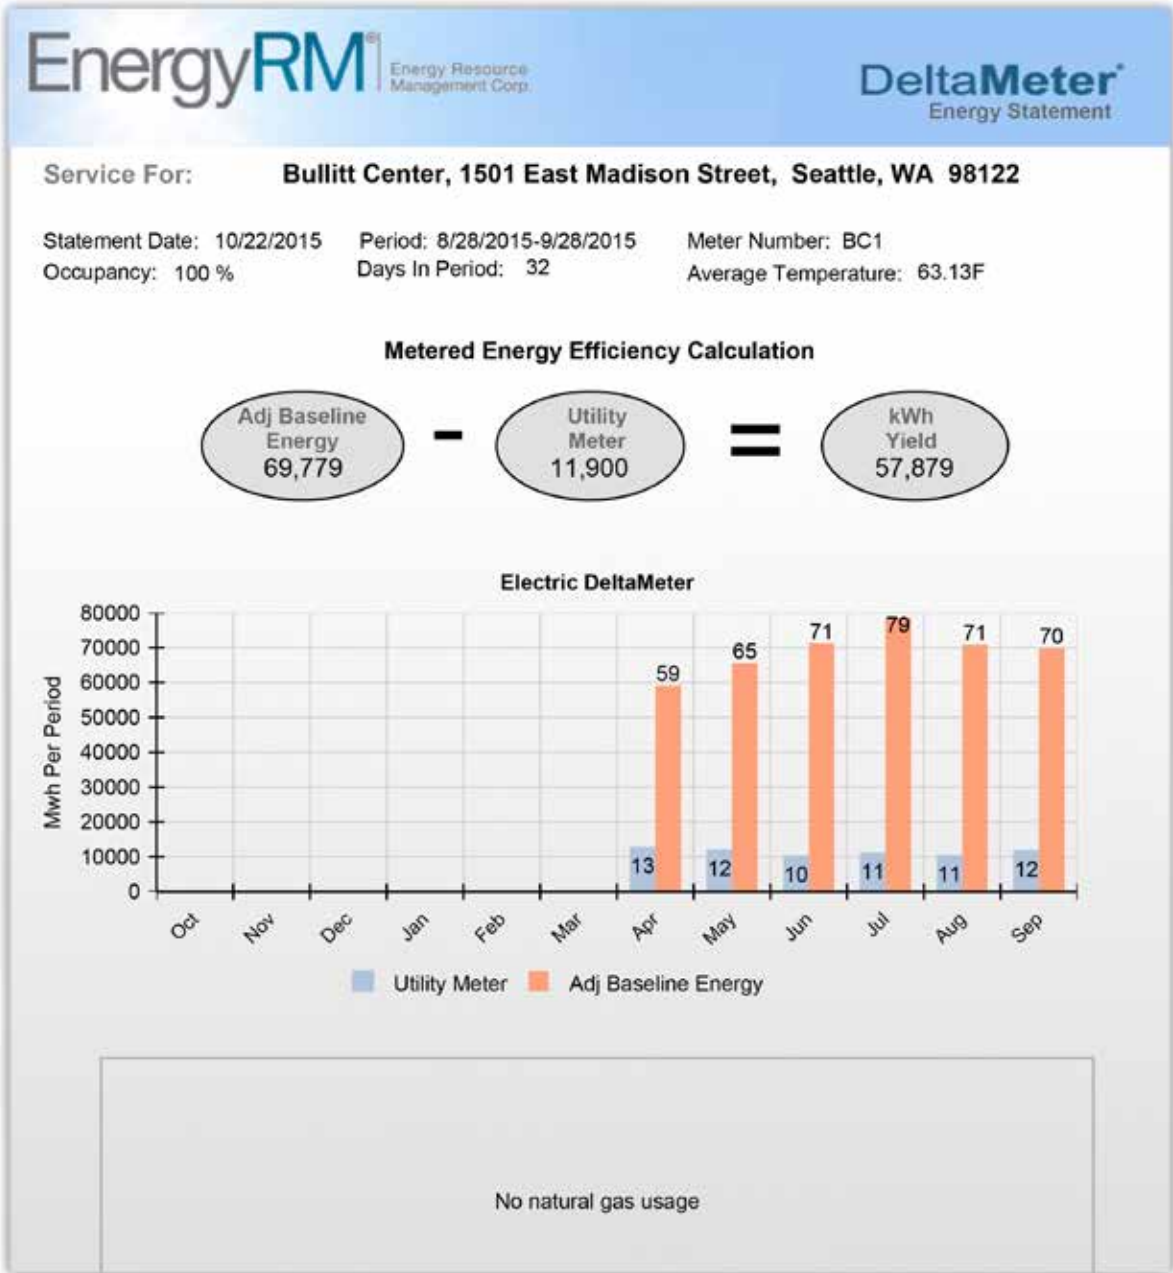 EnergyRM® Energy Resource
Management Corp.
DeltaMeter®
Energy Statement
Service For: Bullitt Center, 1501 East Madison Street, Seattle, WA 98122
Statement Date: 10/22/2015 Period: 8/28/2015-9/28/2015 Meter Number: BC1
Occupancy: 100 % Days In Period: 32 Average Temperature: 63.13F
Metered Energy Efficiency Calculation
Adj Baseline
Energy
69,779
-
Utility
Meter
11,900
=
kWh
Yield
57,879
Electric DeltaMeter
Mwh Per Period
80000
70000
60000
50000
40000
30000
20000
10000
0
13 59 12 65 10 71 11 79 11 71 12 70
Oct Nov Dec Jan Feb Mar Apr May Jun Jul Aug Sep
Utility Meter Adj Baseline Energy
No natural gas usage